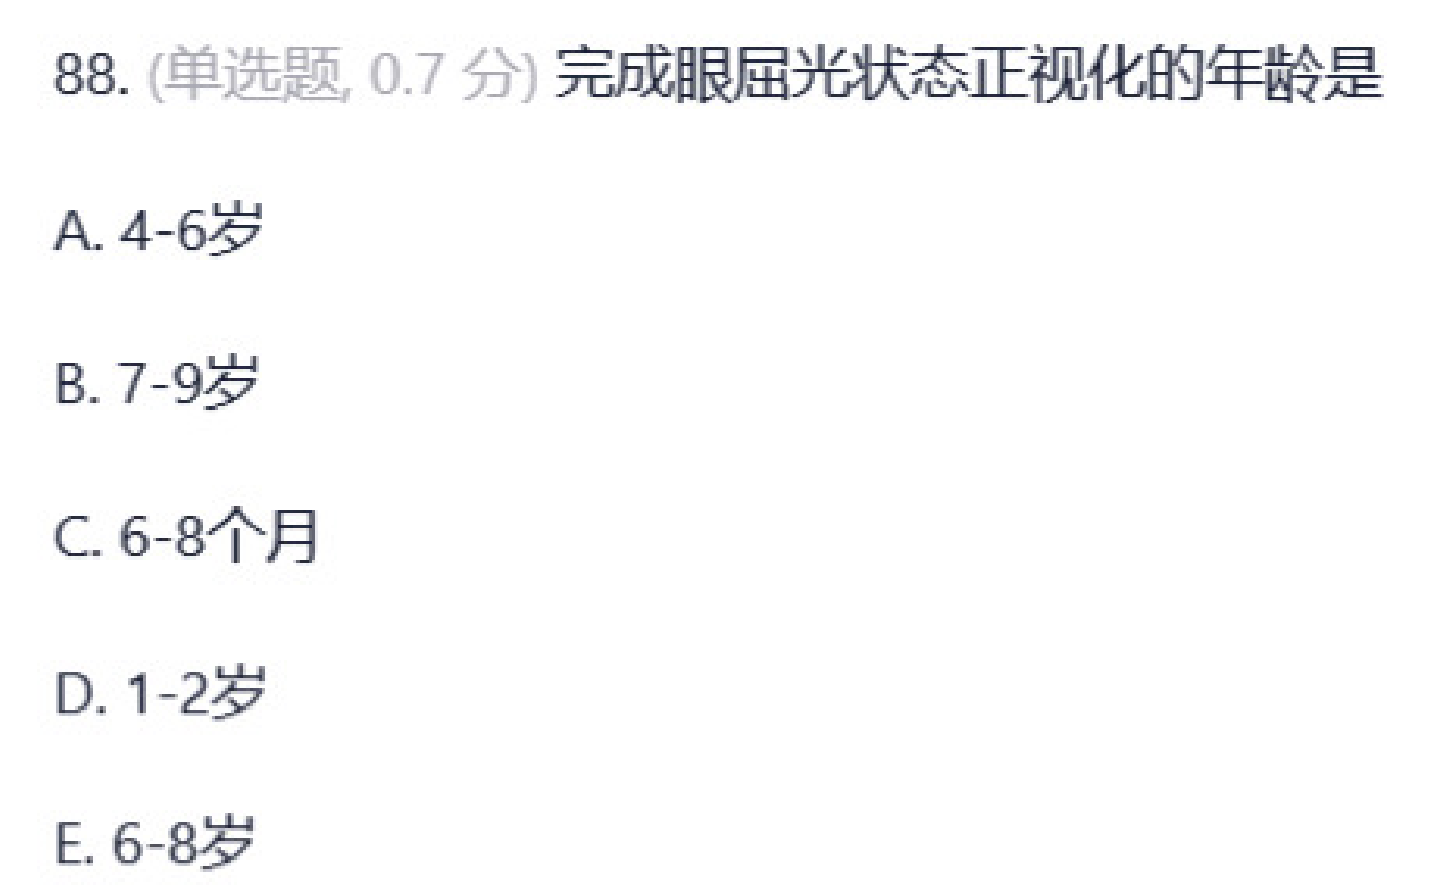 88. (单选题, 0.7 分) 完成眼屈光状态正视化的年龄是
A. 4-6岁
B. 7-9岁
C. 6-8个月
D. 1-2岁
E. 6-8岁